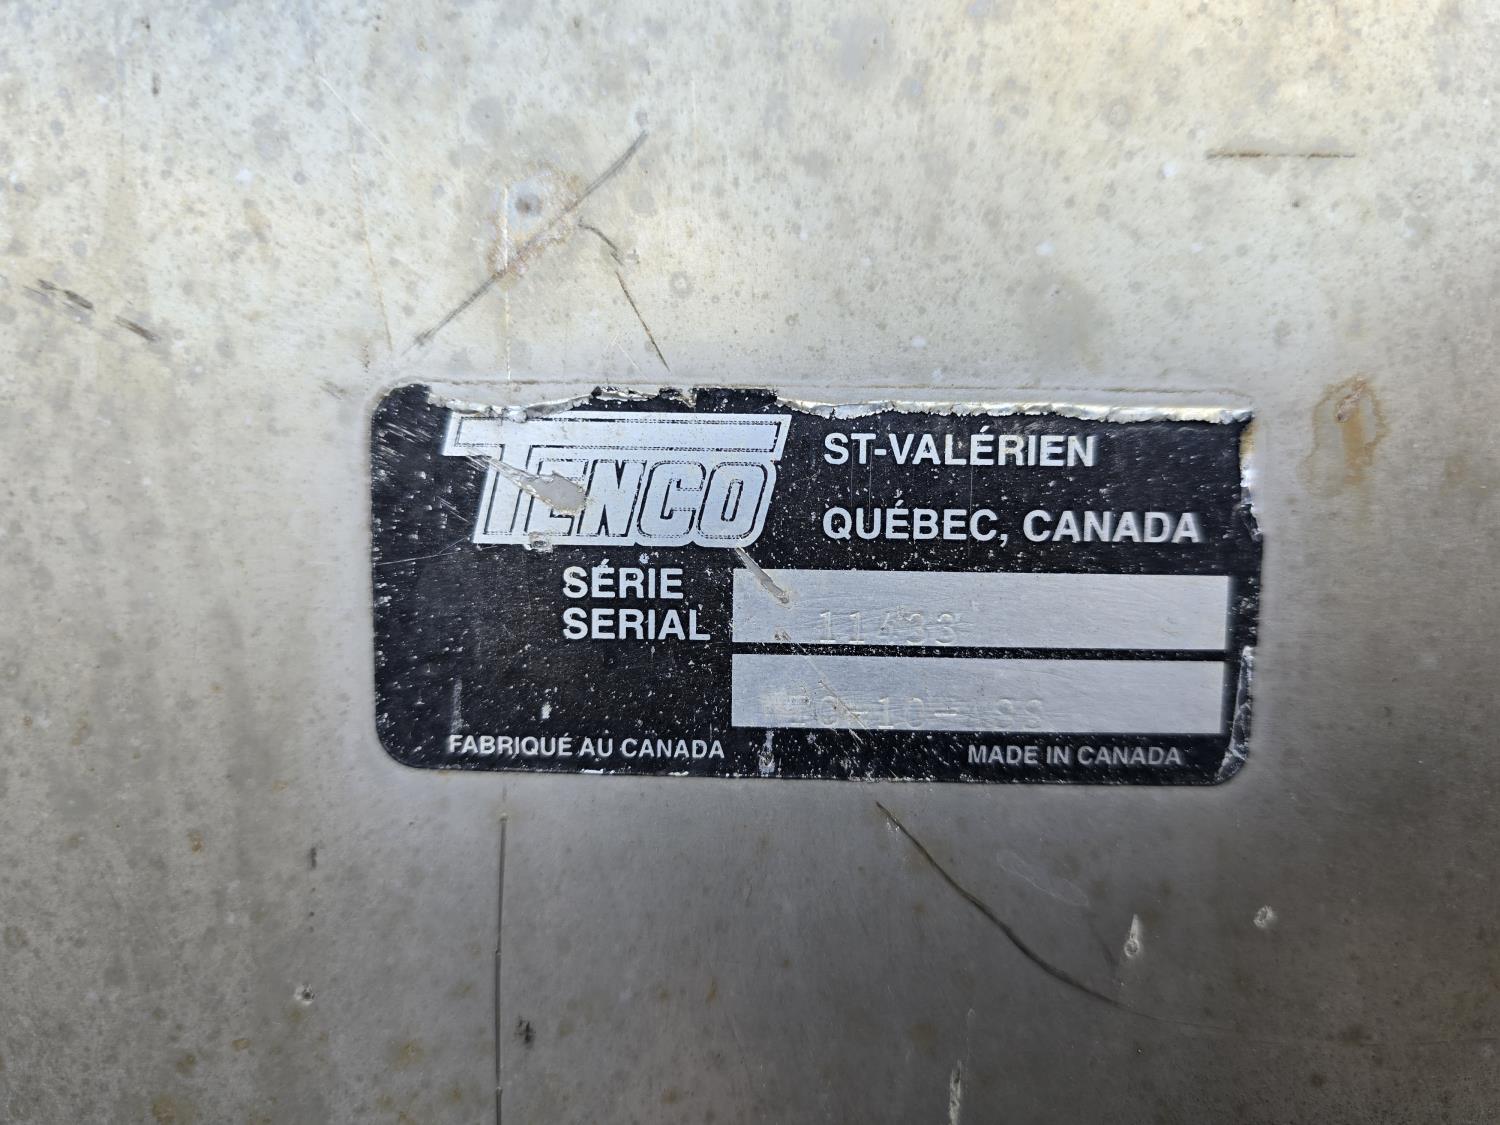 TENCO
ST-VALÉRIEN
QUÉBEC, CANADA
SÉRIE
SERIAL
11433
FABRIQUÉ AU CANADA
MADE IN CANADA